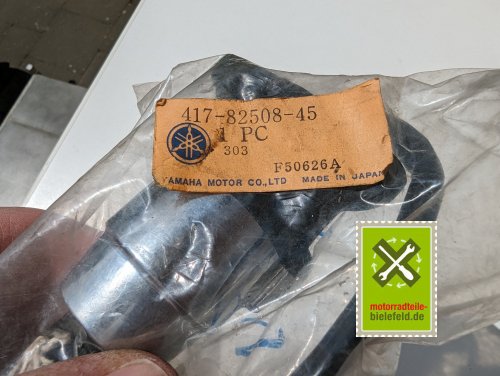 417-82508-45
1 PC
303
F50626A
YAMAHA MOTOR CO.,LTD MADE IN JAPAN
motorradteile-
bielefeld.de